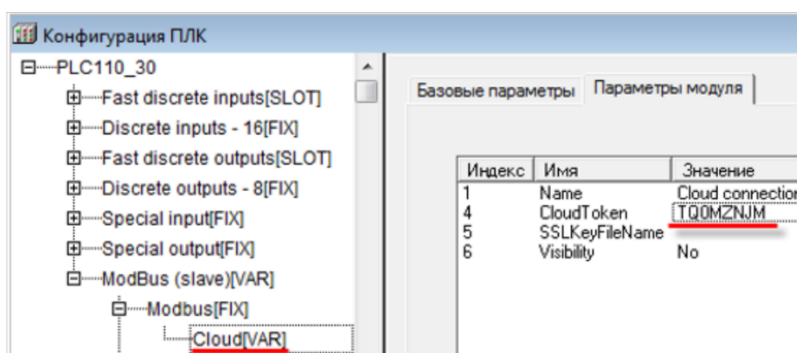 Конфигурация ПЛК
PLC110_30
Fast discrete inputs[SLOT]
Discrete inputs - 16[FIX]
Fast discrete outputs[SLOT]
Discrete outputs - 8[FIX]
Special input[FIX]
Special output[FIX]
ModBus (slave)[VAR]
Modbus[FIX]
Cloud[VAR]
Базовые параметры Параметры модуля
Индекс Имя Значение
1 Name Cloud connection
4 CloudToken TQ0MZNJM
5 SSLKeyFileName
6 Visibility No